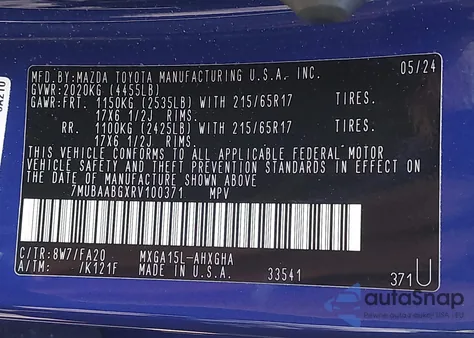 MFD.BY:MAZDA TOYOTA MANUFACTURING U.S.A. INC. 05/24
GVWR:2020KG (4455LB)
GAWR:FRT. 1150KG (2535LB) WITH 215/65R17 TIRES.
17X6 1/2J RIMS.
RR. 1100KG (2425LB) WITH 215/65R17 TIRES.
17X6 1/2J RIMS.
THIS VEHICLE CONFORMS TO ALL APPLICABLE FEDERAL MOTOR
VEHICLE SAFETY AND THEFT PREVENTION STANDARDS IN EFFECT ON
THE DATE OF MANUFACTURE SHOWN ABOVE.
7MUBAABGXRV100371 MPV
C/TR:8W7/FA20 MXGA15L-AHXGHA
A/TM: /K121F MADE IN U.S.A. 33541 371U
autoSnap